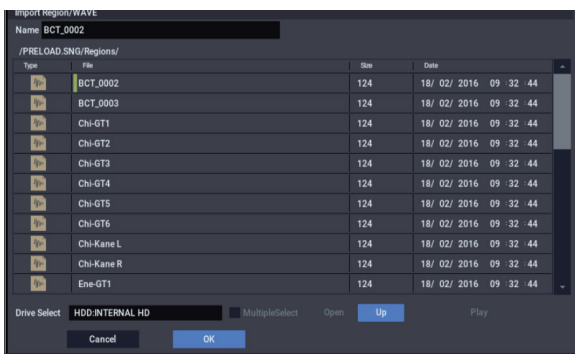 Import Region/WAVE
Name BCT_0002
/PRELOAD.SNG/Regions/
Type File Size Date
BCT_0002 124 18/ 02/ 2016 09 :32 :44
BCT_0003 124 18/ 02/ 2016 09 :32 :44
Chi-GT1 124 18/ 02/ 2016 09 :32 :44
Chi-GT2 124 18/ 02/ 2016 09 :32 :44
Chi-GT3 124 18/ 02/ 2016 09 :32 :44
Chi-GT4 124 18/ 02/ 2016 09 :32 :44
Chi-GT5 124 18/ 02/ 2016 09 :32 :44
Chi-GT6 124 18/ 02/ 2016 09 :32 :44
Chi-Kane L 124 18/ 02/ 2016 09 :32 :44
Chi-Kane R 124 18/ 02/ 2016 09 :32 :44
Ene-GT1 124 18/ 02/ 2016 09 :32 :44
Drive Select HDD:INTERNAL HD MultipleSelect Open Up Play
Cancel OK